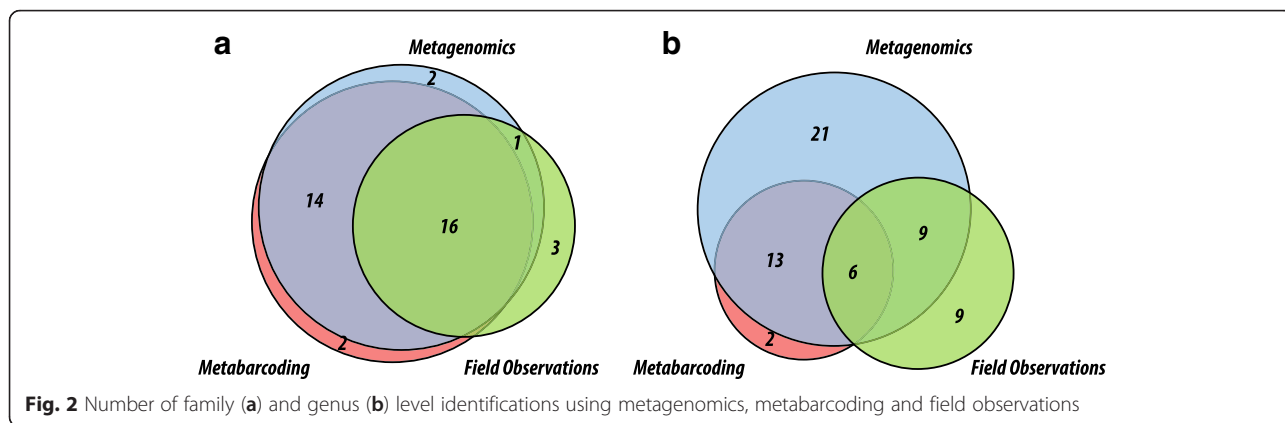 a
Metagenomics
2
1
14
16
3
2
Metabarcoding
Field Observations
b
Metagenomics
21
9
13
6
9
2
Metabarcoding
Field Observations
Fig. 2 Number of family (a) and genus (b) level identifications using metagenomics, metabarcoding and field observations